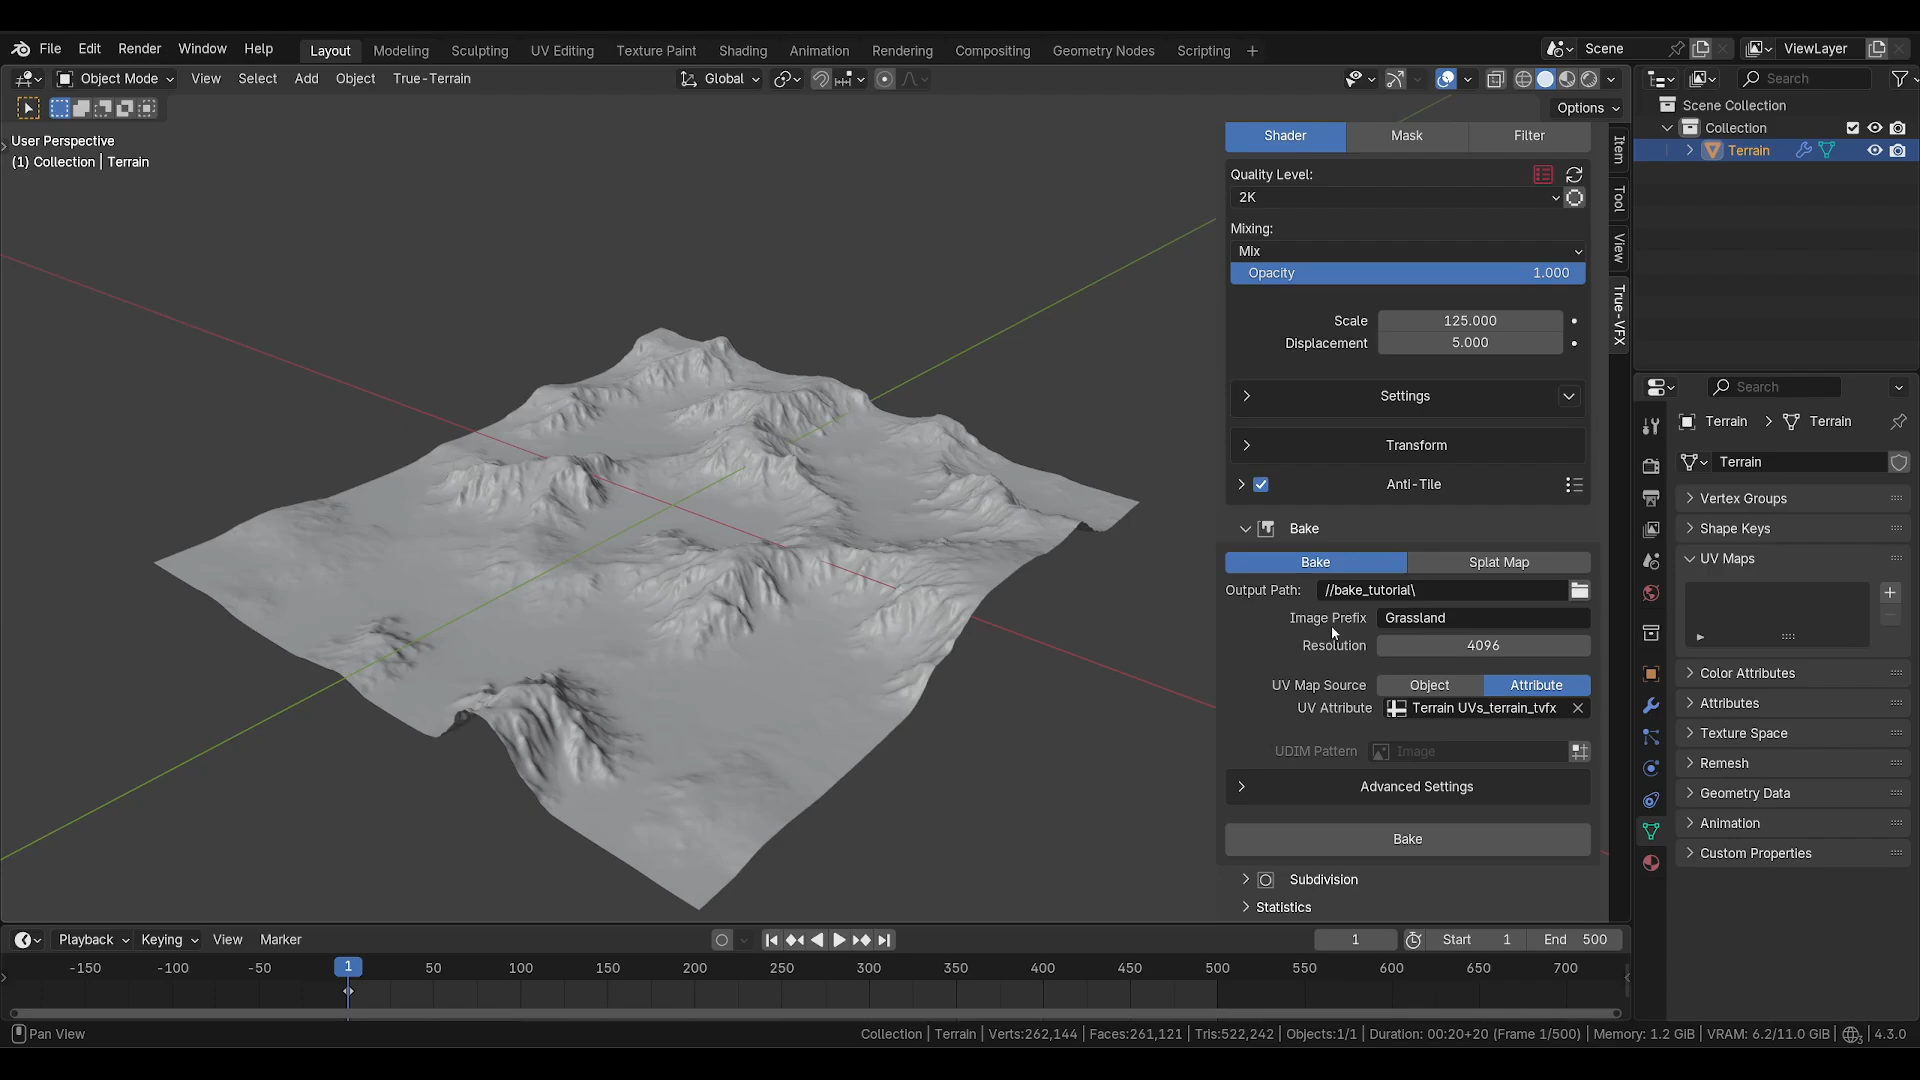 File Edit Render Window Help Layout Modeling Sculpting UV Editing Texture Paint Shading Animation Rendering Compositing Geometry Nodes Scripting + Scene ViewLayer
Object Mode View Select Add Object True-Terrain Global Search
Options
User Perspective
(1) Collection | Terrain
Shader Mask Filter
Quality Level:
2K
Mixing:
Mix
Opacity 1.000
Scale 125.000
Displacement 5.000
Settings
Transform
Anti-Tile
Bake
Bake Splat Map
Output Path: //bake_tutorial\
Image Prefix Grassland
Resolution 4096
UV Map Source Object Attribute
UV Attribute Terrain UVs_terrain_tvfx
UDIM Pattern Image
Advanced Settings
Bake
Subdivision
Statistics
Item
Tool
View
True-VFX
Scene Collection
Collection
Terrain
Search
Terrain > Terrain
Terrain
Vertex Groups
Shape Keys
UV Maps
Color Attributes
Attributes
Texture Space
Remesh
Geometry Data
Animation
Custom Properties
Playback Keying View Marker 1 Start 1 End 500
-150 -100 -50 1 50 100 150 200 250 300 350 400 450 500 550 600 650 700
Pan View Collection | Terrain | Verts:262,144 | Faces:261,121 | Tris:522,242 | Objects:1/1 | Duration: 00:20+20 (Frame 1/500) | Memory: 1.2 GiB | VRAM: 6.2/11.0 GiB | 3 | 4.3.0